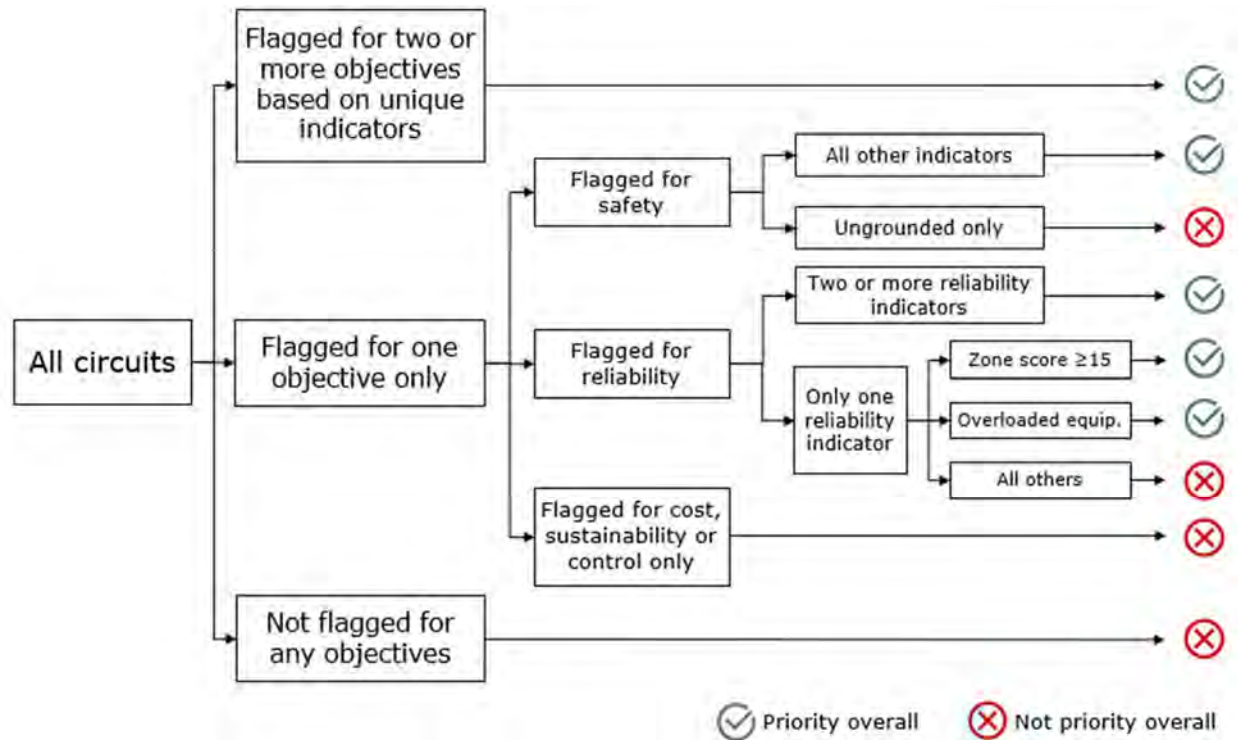 Flagged for two or
more objectives
based on unique
indicators
All other indicators
Flagged for
safety
Ungrounded only
Two or more reliability
indicators
All circuits
Flagged for one
objective only
Flagged for
reliability
Zone score ≥15
Only one
reliability
indicator
Overloaded equip.
All others
Flagged for cost,
sustainability or
control only
Not flagged for
any objectives
Priority overall
Not priority overall